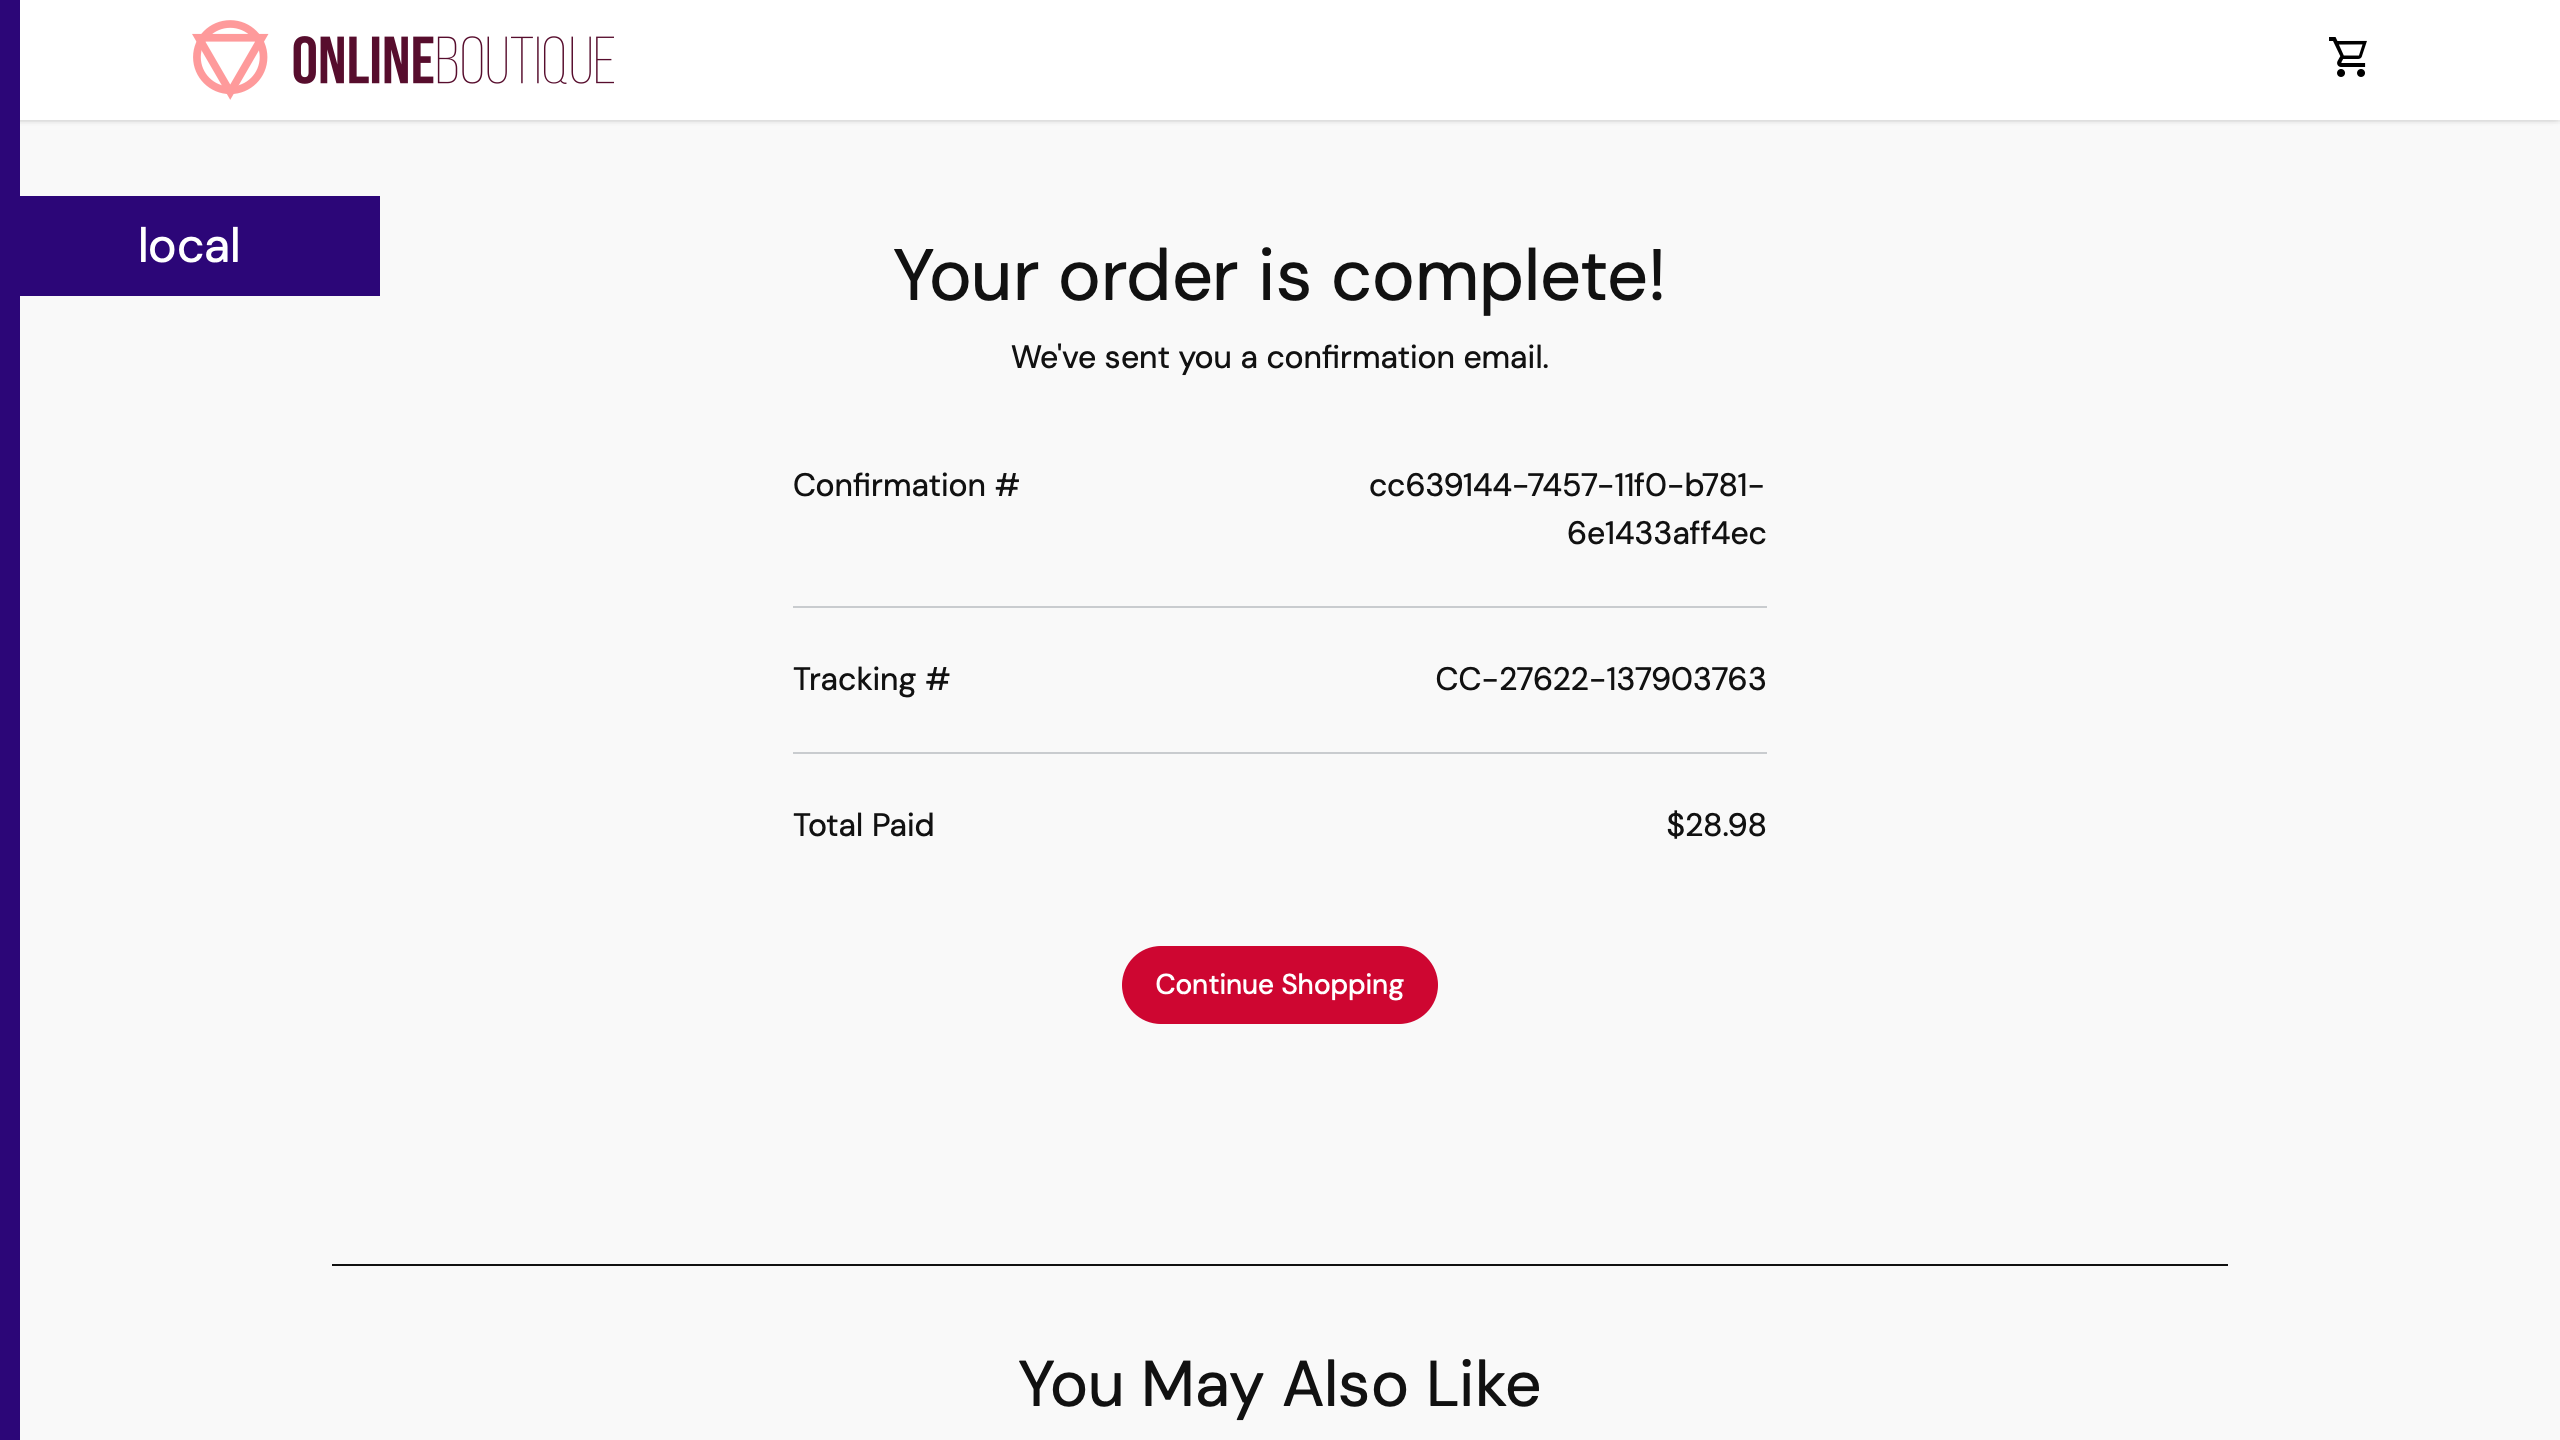 ONLINEBOUTIQUE
local
Your order is complete!
We've sent you a confirmation email.
Confirmation #
cc639144-7457-11f0-b781-
6e1433aff4ec
Tracking #
CC-27622-137903763
Total Paid
$28.98
Continue Shopping
You May Also Like